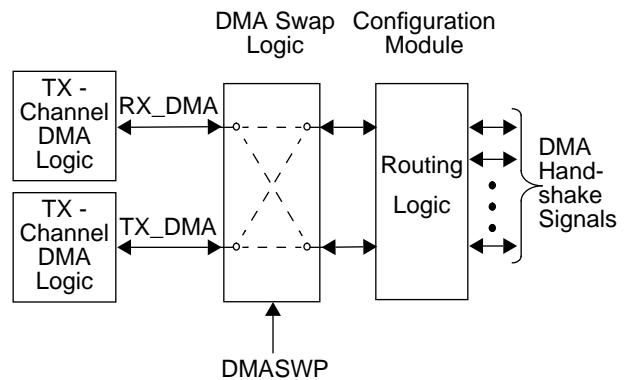 DMA Swap
Logic
Configuration
Module
TX -
Channel
DMA
Logic
RX_DMA
TX -
Channel
DMA
Logic
TX_DMA
Routing
Logic
DMA
Hand-
shake
Signals
DMASWP